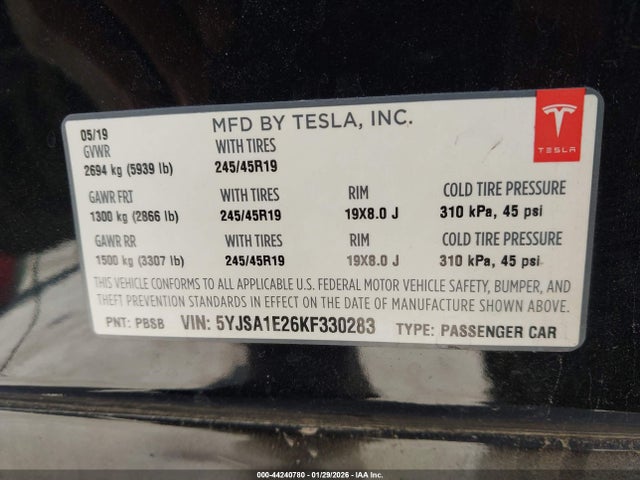 MFD BY TESLA, INC.
TESLA
05/19
GVWR WITH TIRES
2694 kg (5939 lb) 245/45R19
GAWR FRT WITH TIRES RIM COLD TIRE PRESSURE
1300 kg (2866 lb) 245/45R19 19X8.0 J 310 kPa, 45 psi
GAWR RR WITH TIRES RIM COLD TIRE PRESSURE
1500 kg (3307 lb) 245/45R19 19X8.0 J 310 kPa, 45 psi
THIS VEHICLE CONFORMS TO ALL APPLICABLE U.S. FEDERAL MOTOR VEHICLE SAFETY, BUMPER, AND
THEFT PREVENTION STANDARDS IN EFFECT ON THE DATE OF MANUFACTURE SHOWN ABOVE.
PNT: PBSB VIN: 5YJSA1E26KF330283 TYPE: PASSENGER CAR
000-44240780 - 01/29/2026 - IAA Inc.